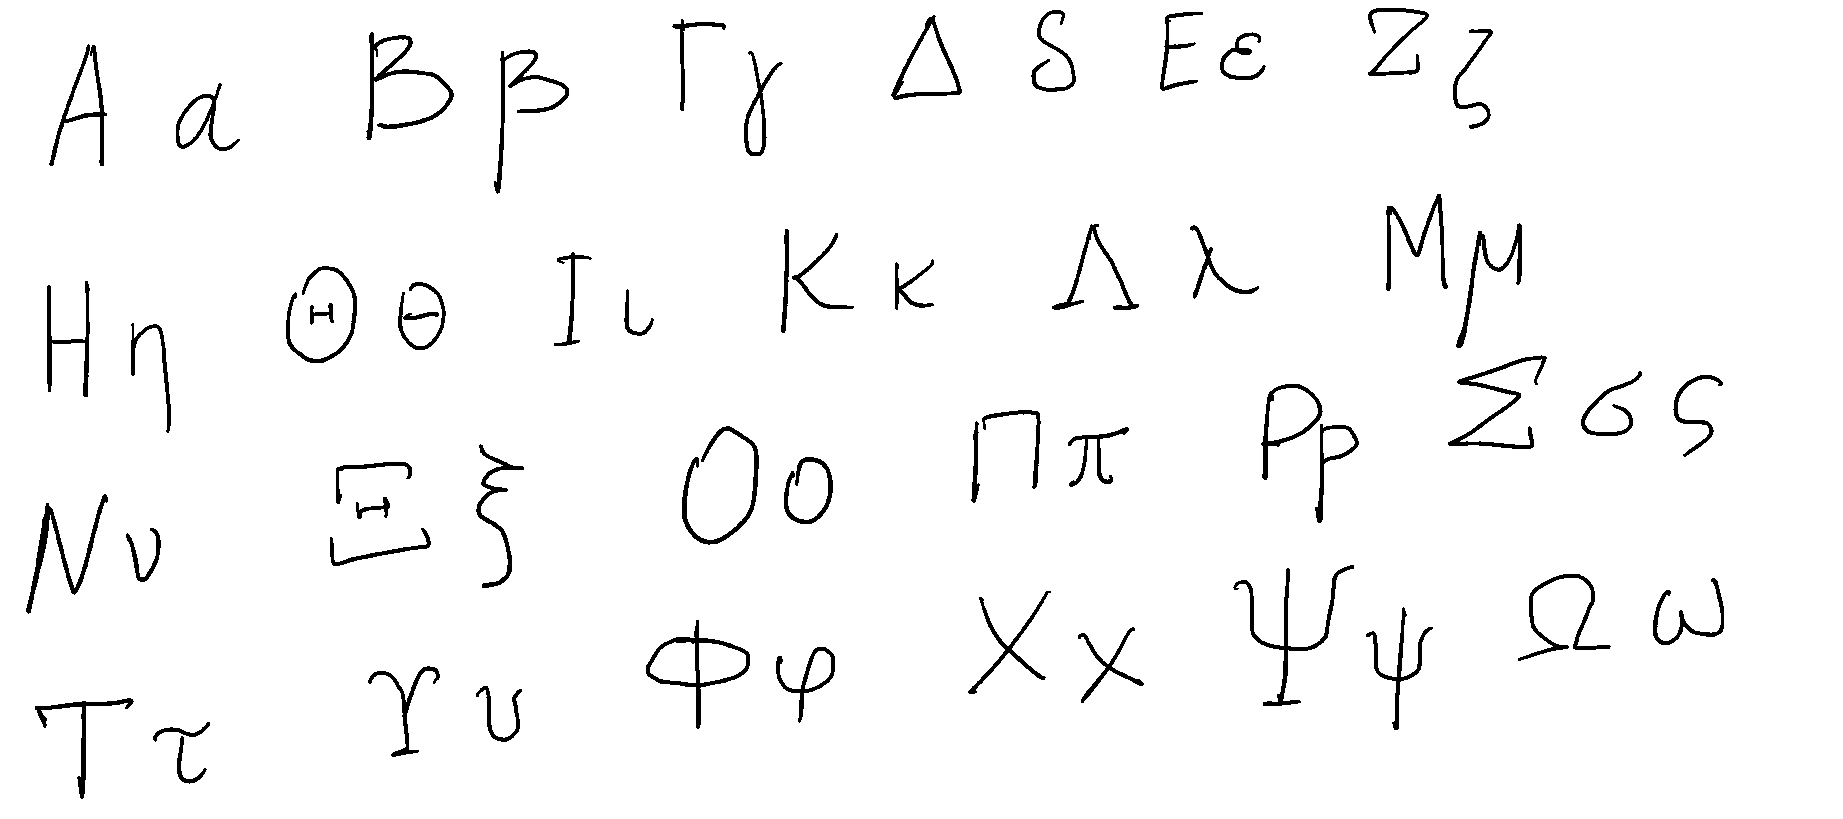 Α α Β β Γ γ Δ δ Ε ε Ζ ζ
Η η Θ θ Ι ι Κ κ Λ λ Μ μ
Ν ν Ξ ξ Ο ο Π π Ρ ρ Σ σ ς
Τ τ Υ υ Φ φ Χ χ Ψ ψ Ω ω